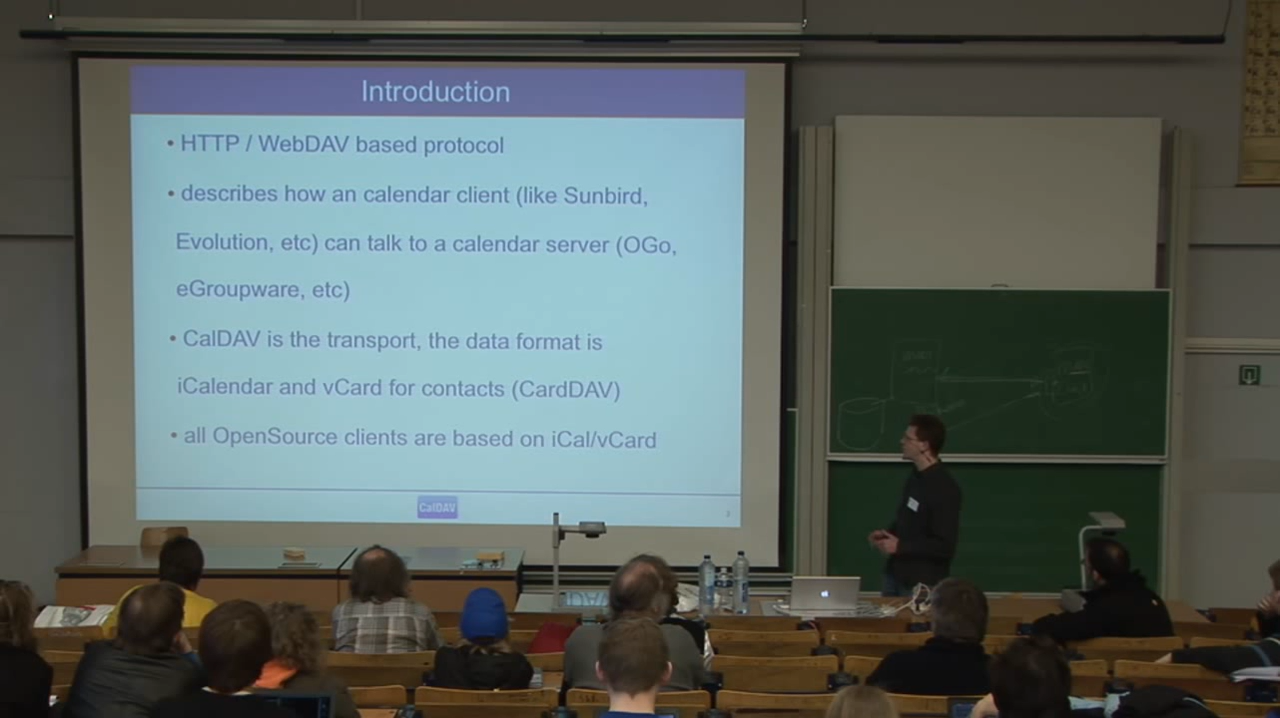 Introduction
• HTTP / WebDAV based protocol
• describes how an calendar client (like Sunbird,
Evolution, etc) can talk to a calendar server (OGo,
eGroupware, etc)
• CalDAV is the transport, the data format is
iCalendar and vCard for contacts (CardDAV)
• all OpenSource clients are based on iCal/vCard
CalDAV